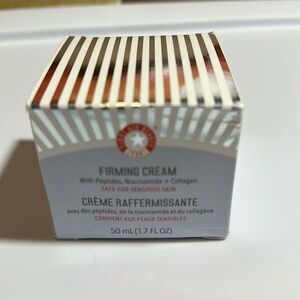 FIRMING CREAM
With Peptides, Niacinamide + Collagen
SAFE FOR SENSITIVE SKIN
CRÈME RAFFERMISSANTE
avec des peptides, de la niacinamide et du collagène
CONVIENT AUX PEAUX SENSIBLES
50 mL (1.7 FL OZ)